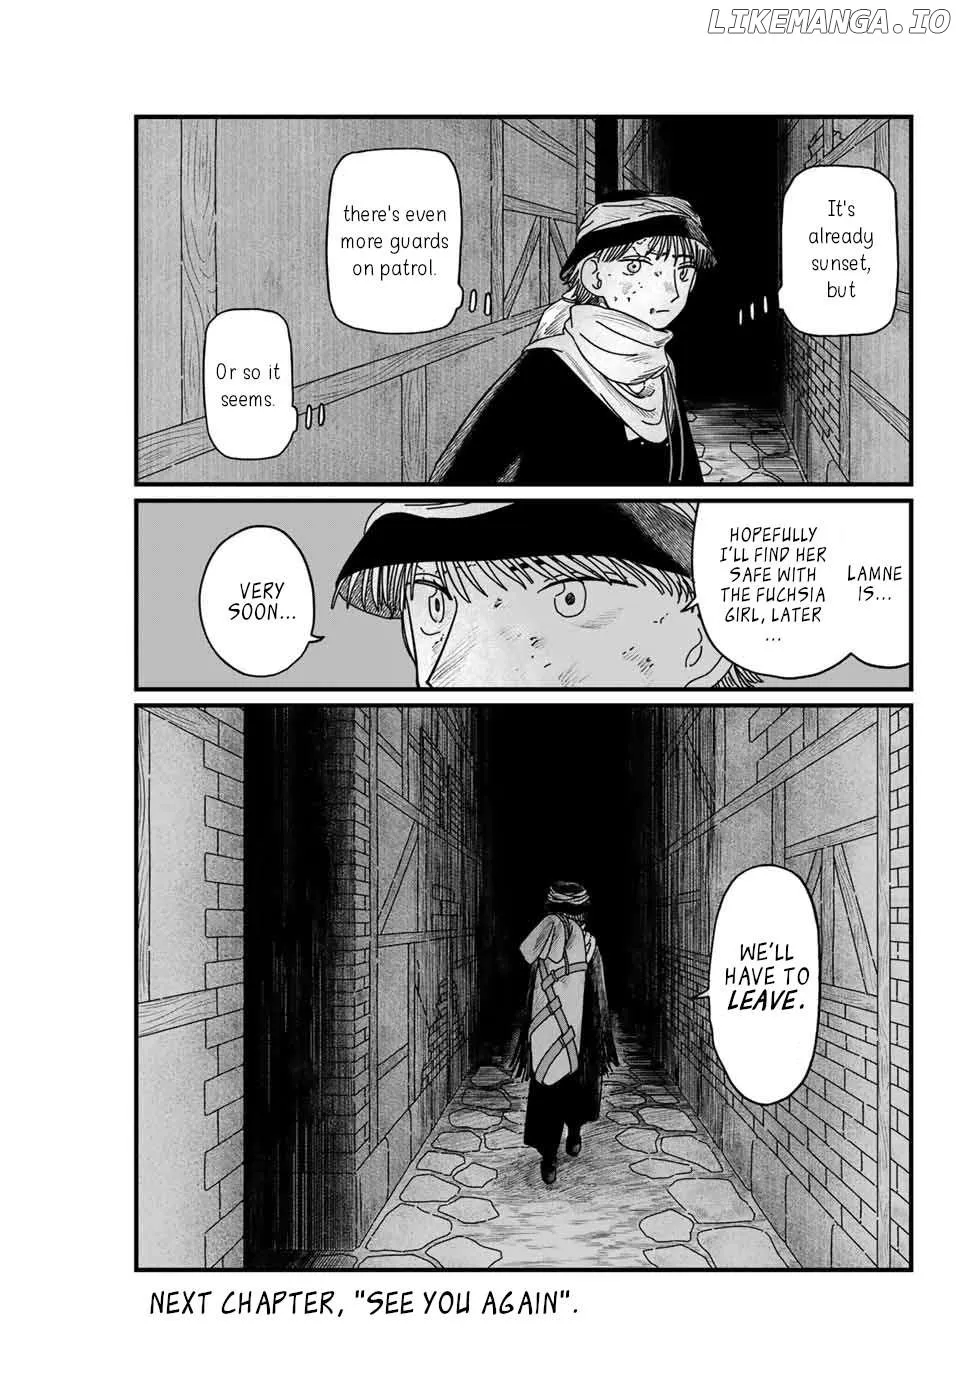 LIKEMANGA.IO
It's
already
sunset,
but
there's even
more guards
on patrol.
Or so it
seems.
LAMNE
IS...
HOPEFULLY
I'LL FIND HER
SAFE WITH
THE FUCHSIA
GIRL, LATER
...
VERY
SOON...
WE'LL
HAVE TO
LEAVE.
NEXT CHAPTER, "SEE YOU AGAIN".